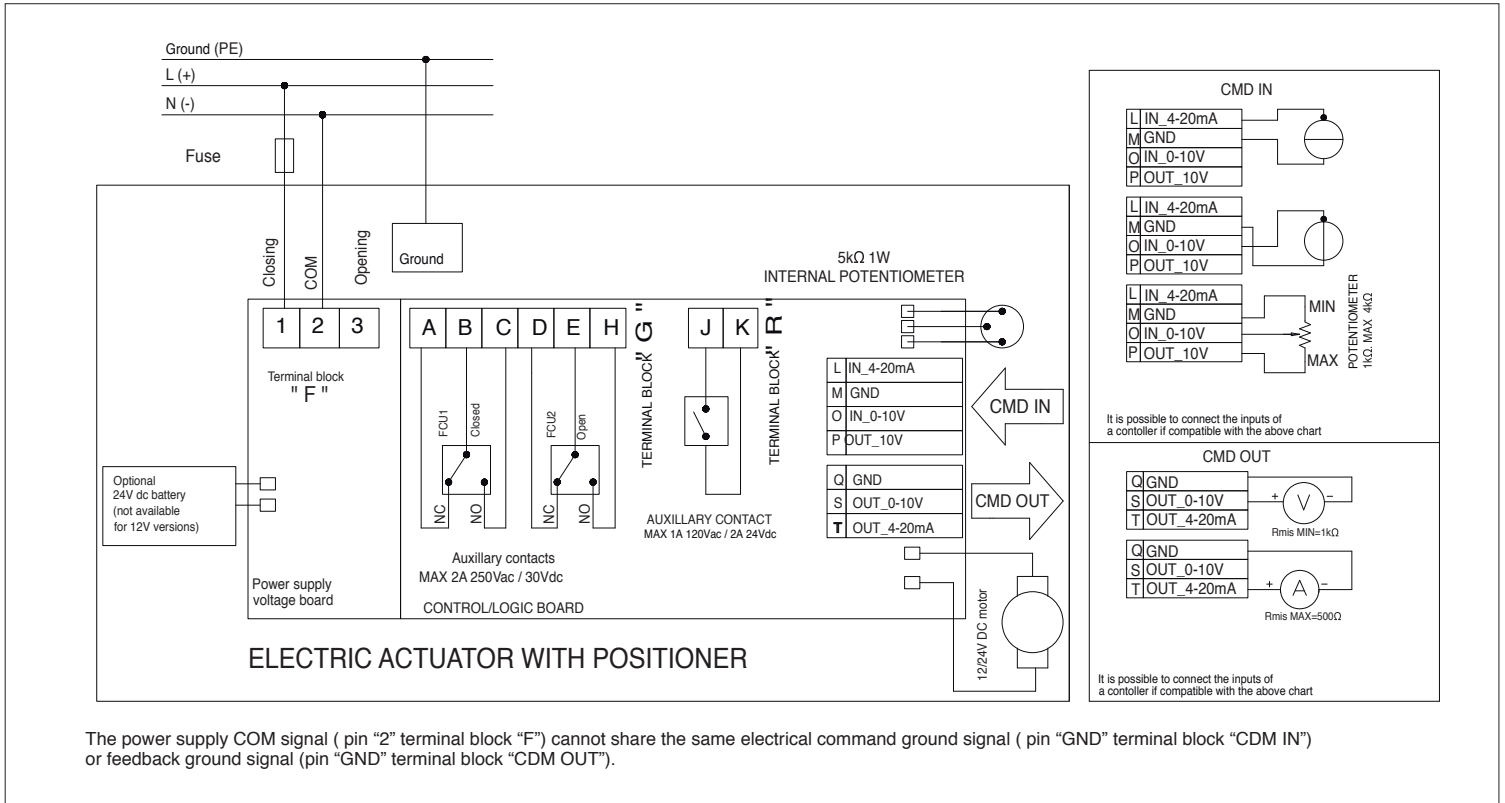 Ground (PE)
L (+)
N (-)
Fuse
Closing
COM
Opening
Ground
1 2 3
Terminal block
" F "
A B C D E H
TERMINAL BLOCK" G "
J K
TERMINAL BLOCK" R "
5kΩ 1W
INTERNAL POTENTIOMETER
FCU1
Closed
NC
NO
FCU2
Open
NC
NO
Auxillary contacts
MAX 2A 250Vac / 30Vdc
AUXILLARY CONTACT
MAX 1A 120Vac / 2A 24Vdc
L IN_4-20mA
M GND
O IN_0-10V
P OUT_10V
CMD IN
Q GND
S OUT_0-10V
T OUT_4-20mA
CMD OUT
12/24V DC motor
Optional
24V dc battery
(not available
for 12V versions)
Power supply
voltage board
CONTROL/LOGIC BOARD
ELECTRIC ACTUATOR WITH POSITIONER
CMD IN
L IN_4-20mA
M GND
O IN_0-10V
P OUT_10V
L IN_4-20mA
M GND
O IN_0-10V
P OUT_10V
L IN_4-20mA
M GND
O IN_0-10V
P OUT_10V
MIN
MAX
POTENTIOMETER
1kΩ. MAX 4kΩ
It is possible to connect the inputs of
a contoller if compatible with the above chart
CMD OUT
Q GND
S OUT_0-10V
T OUT_4-20mA
+ V −
Rmis MIN=1kΩ
Q GND
S OUT_0-10V
T OUT_4-20mA
+ A −
Rmis MAX=500Ω
It is possible to connect the inputs of
a contoller if compatible with the above chart
The power supply COM signal ( pin “2” terminal block “F”) cannot share the same electrical command ground signal ( pin “GND” terminal block “CDM IN”)
or feedback ground signal (pin “GND” terminal block “CDM OUT”).